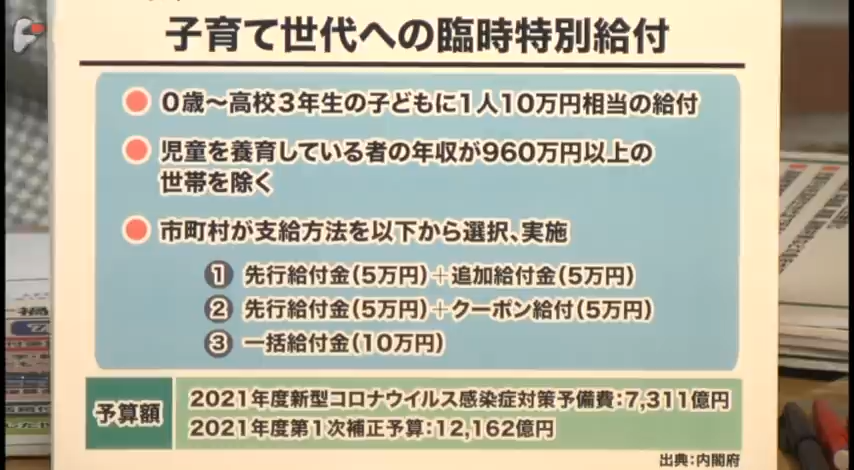 子育て世代への臨時特別給付
0歳～高校3年生の子どもに1人10万円相当の給付
児童を養育している者の年収が960万円以上の
世帯を除く
市町村が支給方法を以下から選択、実施
1 先行給付金(5万円)＋追加給付金(5万円)
2 先行給付金(5万円)＋クーポン給付(5万円)
3 一括給付金(10万円)
予算額
2021年度新型コロナウイルス感染症対策予備費：7,311億円
2021年度第1次補正予算：12,162億円
出典：内閣府